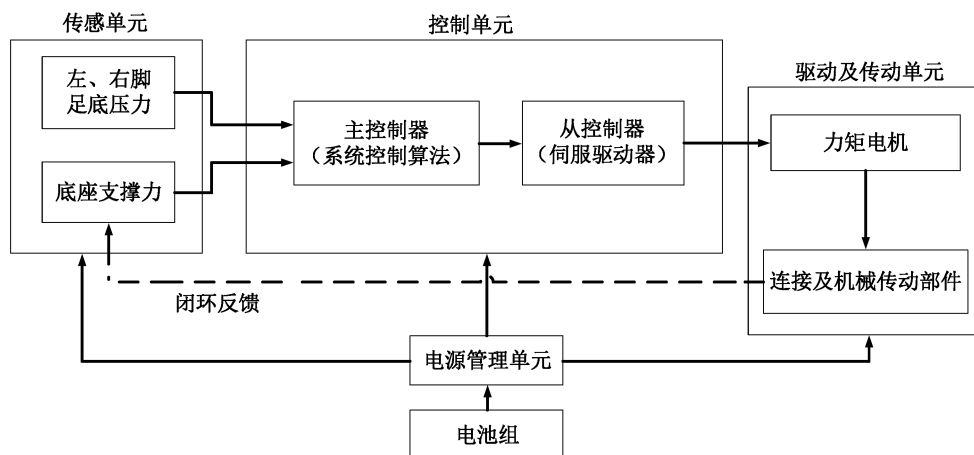 传感单元
左、右脚
足底压力
底座支撑力
控制单元
主控制器
（系统控制算法）
从控制器
（伺服驱动器）
驱动及传动单元
力矩电机
连接及机械传动部件
闭环反馈
电源管理单元
电池组